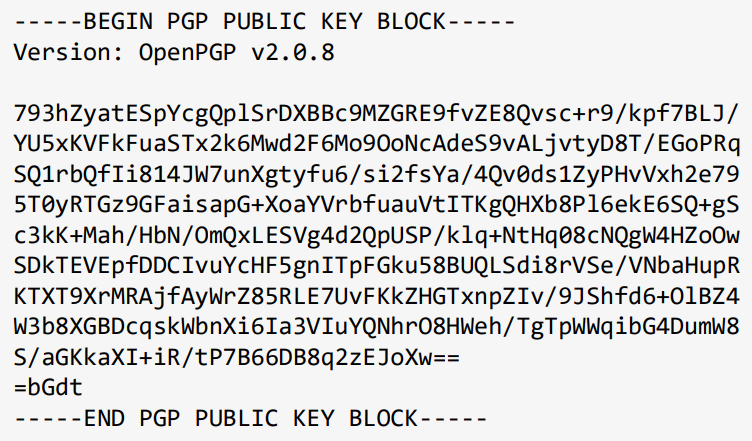 -----BEGIN PGP PUBLIC KEY BLOCK-----
Version: OpenPGP v2.0.8

793hZyatESpYcgQplSrDXBBc9MZGRE9fvZE8Qvsc+r9/kpf7BLJ/
YU5xKVFkFuaSTx2k6Mwd2F6Mo9OoNcAdeS9vALjvtyD8T/EGoPRq
SQ1rbQfIi814JW7unXgtyfu6/si2fsYa/4Qv0ds1ZyPHvVxh2e79
5T0yRTGz9GFaisapG+XoaYVrbfuauVtITKgQHXb8Pl6ekE6SQ+gS
c3kK+Mah/HbN/OmQxLESVg4d2QpUSP/klq+NtHq08cNQgW4HZoOw
SDkTEVEpfDDCIvuYcHF5gnITpFGku58BUQLSdi8rVSe/VNbaHupR
KTXT9XrMRAjfAyWrZ85RLE7UvFKkZHGTxnpZIv/9JShfd6+OlBZ4
W3b8XGBDcqskWbnXi6Ia3VIuYQNhrO8HWeh/TgTpWWqibG4DumW8
S/aGKkaXI+iR/tP7B66DB8q2zEJoXw==
=bGdt
-----END PGP PUBLIC KEY BLOCK-----